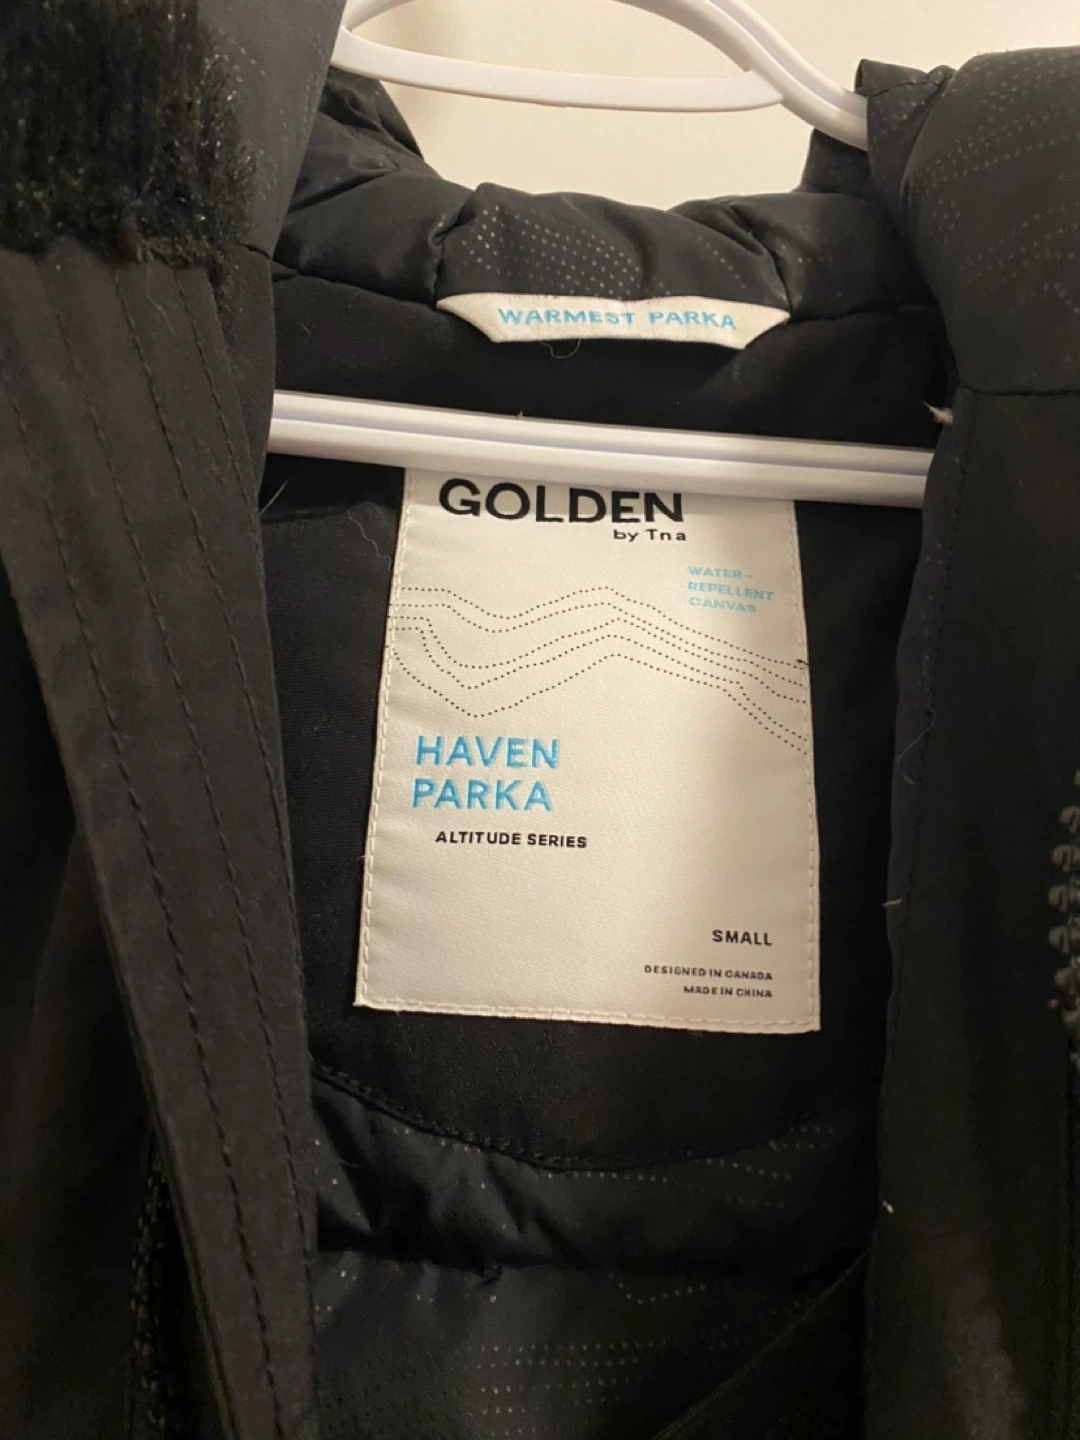 WARMEST PARKA
GOLDEN
by Tna
WATER-
REPELLENT
CANVAS
HAVEN
PARKA
ALTITUDE SERIES
SMALL
DESIGNED IN CANADA
MADE IN CHINA